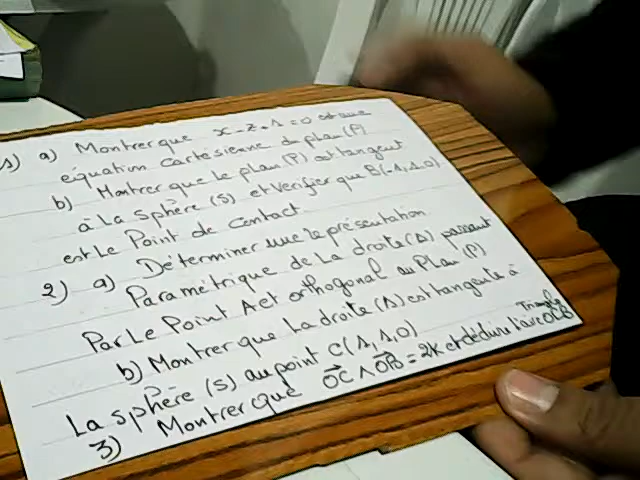 1) a) Montrer que x-z+1=0 est une
équation cartésienne du plan (P)
b) Montrer que le plan (P) est tangent
à la sphère (S) et vérifier que B(-1,1,0)
est le Point de Contact
2) a) Déterminer une représentation
Paramétrique de la droite (Δ) passant
Par Le Point A et orthogonal au Plan (P)
b) Montrer que La droite (Δ) est tangente à
La sphère (S) au point C(1,1,0)
3) Montrer que OC ∧ OB = 2K et déduire l'aire
Triangle OCB